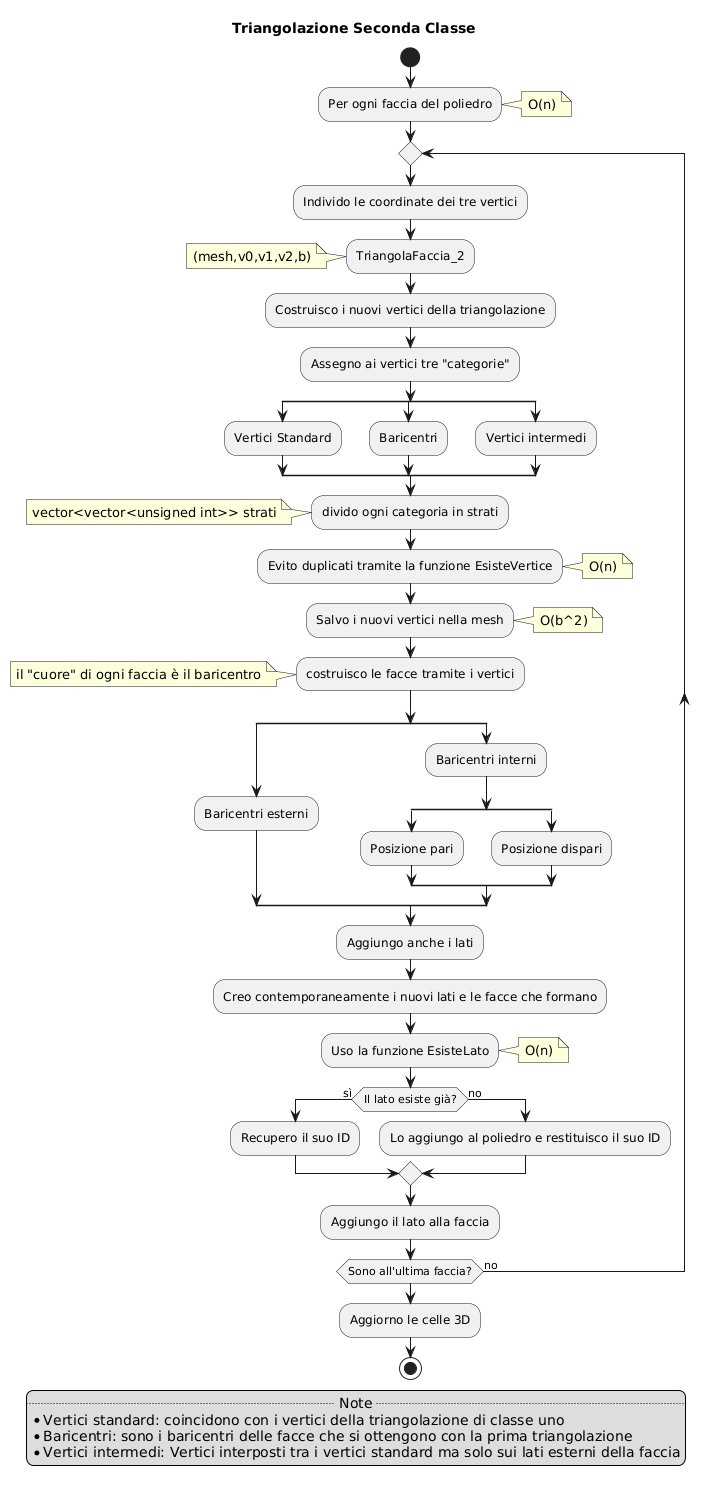 Triangolazione Seconda Classe
Per ogni faccia del poliedro
O(n)
Individo le coordinate dei tre vertici
(mesh,v0,v1,v2,b)
TriangolaFaccia_2
Costruisco i nuovi vertici della triangolazione
Assegno ai vertici tre "categorie"
Vertici Standard
Baricentri
Vertici intermedi
vector<vector<unsigned int>> strati
divido ogni categoria in strati
Evito duplicati tramite la funzione EsisteVertice
O(n)
Salvo i nuovi vertici nella mesh
O(b^2)
il "cuore" di ogni faccia è il baricentro
costruisco le facce tramite i vertici
Baricentri interni
Baricentri esterni
Posizione pari
Posizione dispari
Aggiungo anche i lati
Creo contemporaneamente i nuovi lati e le facce che formano
Uso la funzione EsisteLato
O(n)
sì
Il lato esiste già?
no
Recupero il suo ID
Lo aggiungo al poliedro e restituisco il suo ID
Aggiungo il lato alla faccia
Sono all'ultima faccia?
no
Aggiorno le celle 3D
Note
•Vertici standard: coincidono con i vertici della triangolazione di classe uno
•Baricentri: sono i baricentri delle facce che si ottengono con la prima triangolazione
•Vertici intermedi: Vertici interposti tra i vertici standard ma solo sui lati esterni della faccia